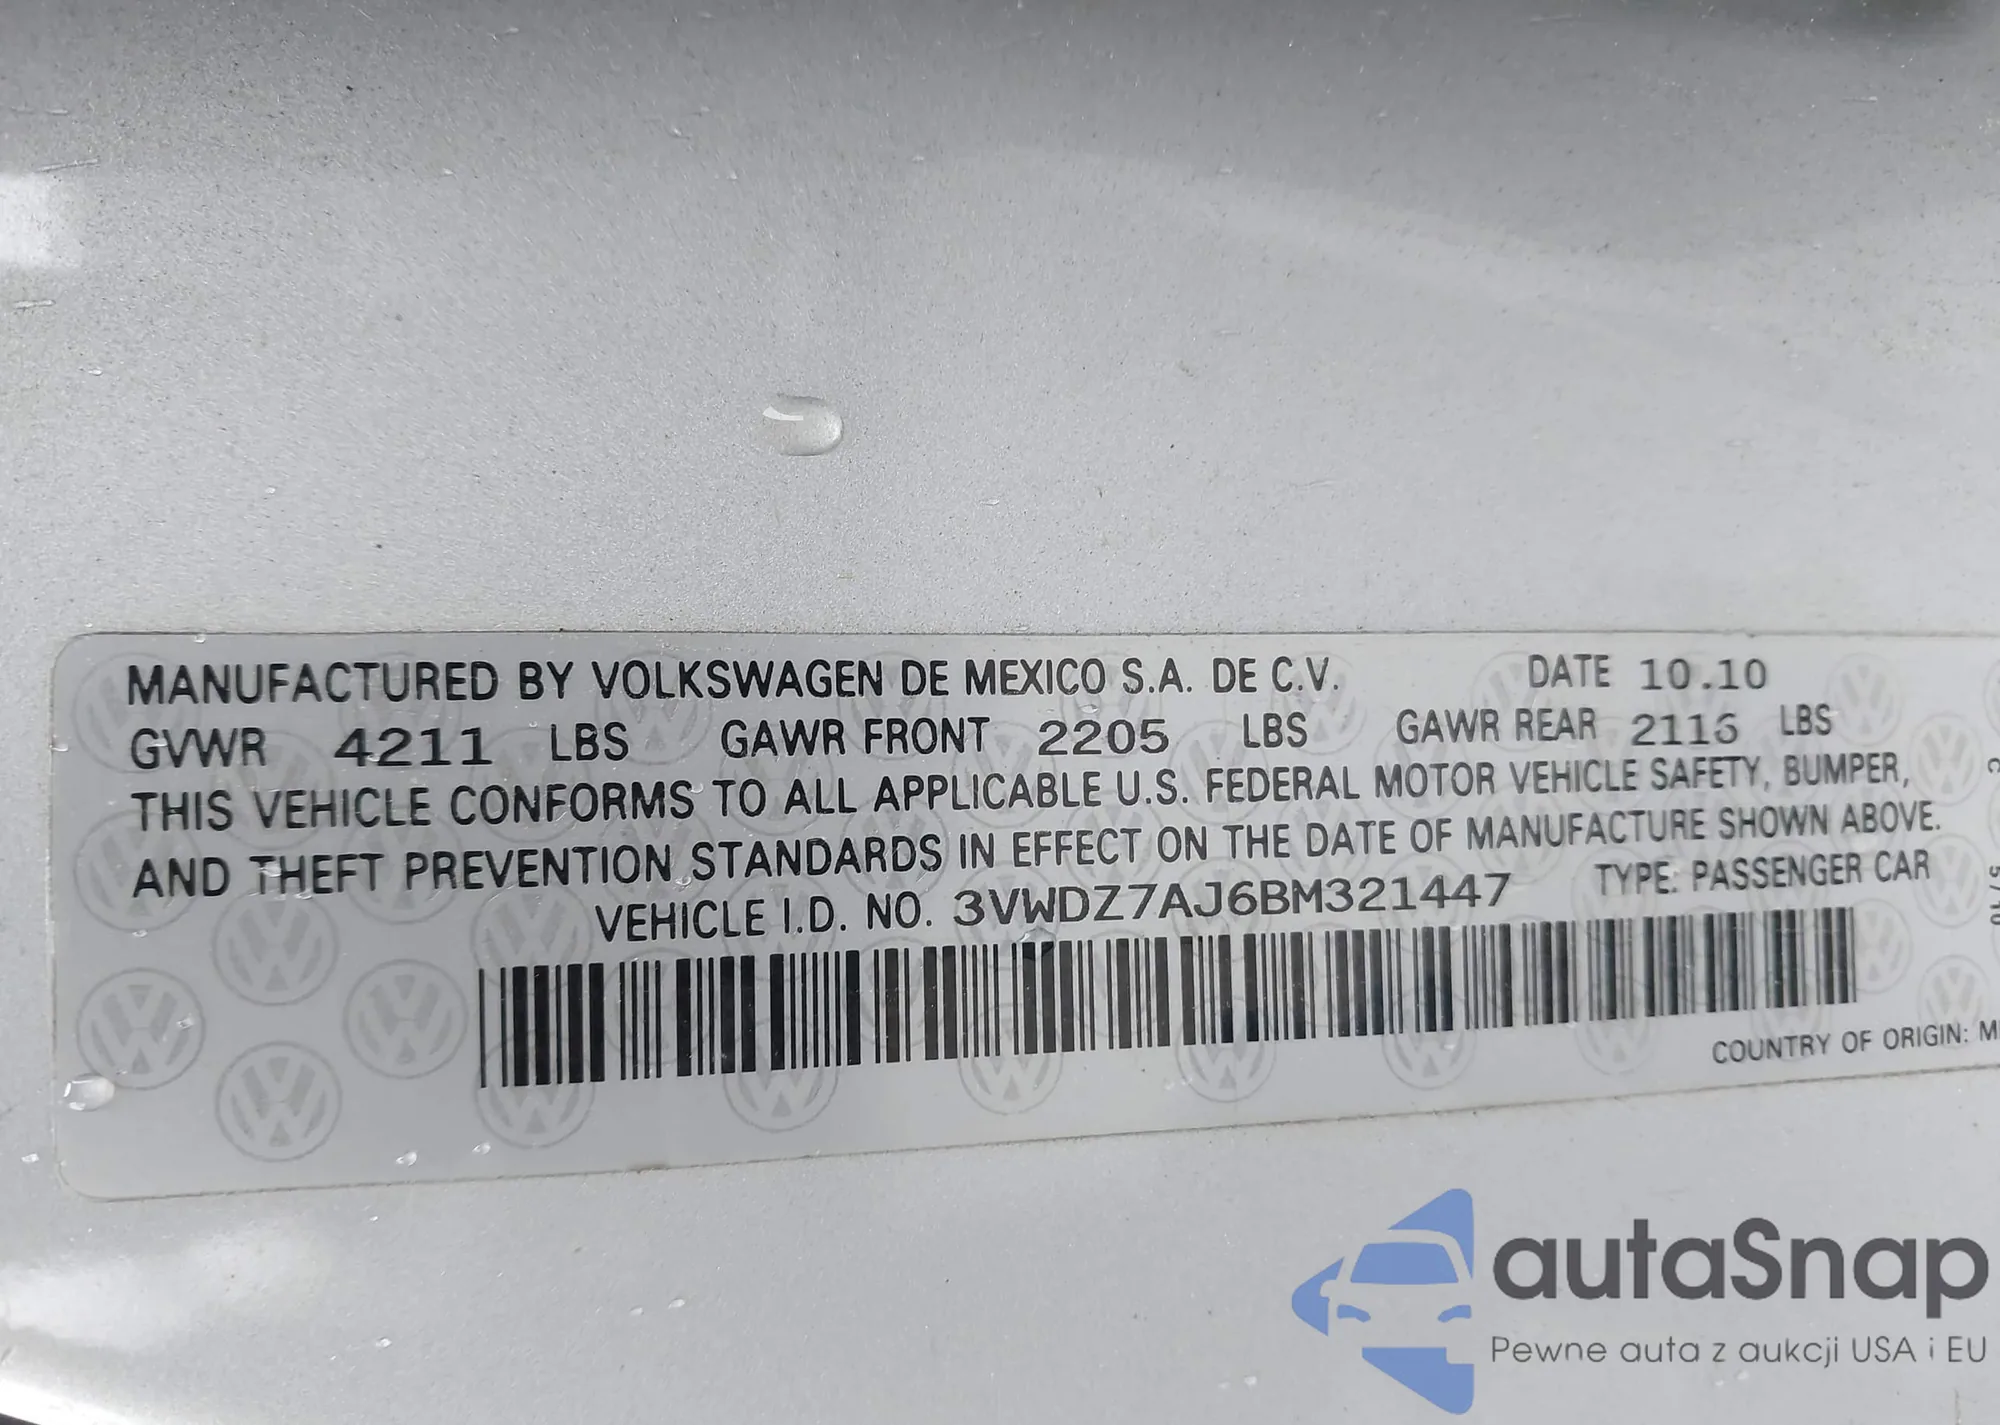 MANUFACTURED BY VOLKSWAGEN DE MEXICO S.A. DE C.V. DATE 10.10
GVWR 4211 LBS GAWR FRONT 2205 LBS GAWR REAR 2116 LBS
THIS VEHICLE CONFORMS TO ALL APPLICABLE U.S. FEDERAL MOTOR VEHICLE SAFETY, BUMPER,
AND THEFT PREVENTION STANDARDS IN EFFECT ON THE DATE OF MANUFACTURE SHOWN ABOVE.
VEHICLE I.D. NO. 3VWDZ7AJ6BM321447 TYPE: PASSENGER CAR
COUNTRY OF ORIGIN:
autaSnap
Pewne auta z aukcji USA i EU